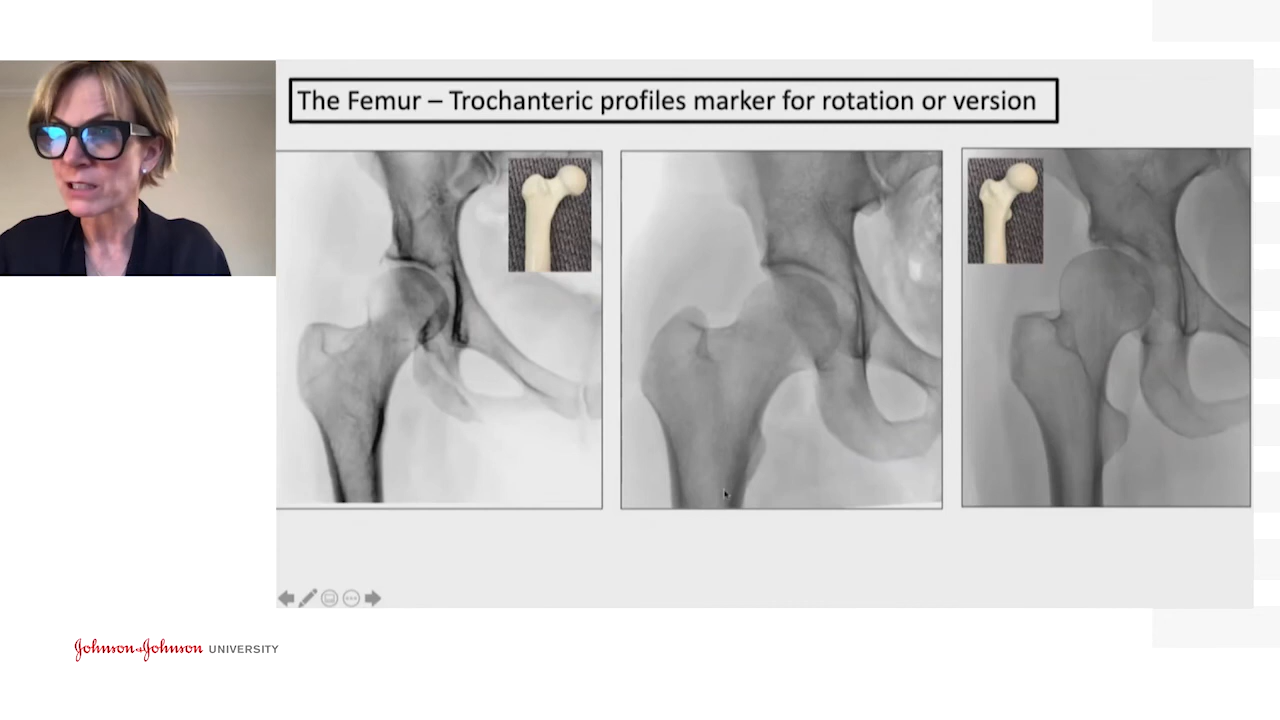 The Femur – Trochanteric profiles marker for rotation or version
Johnson+Johnson UNIVERSITY